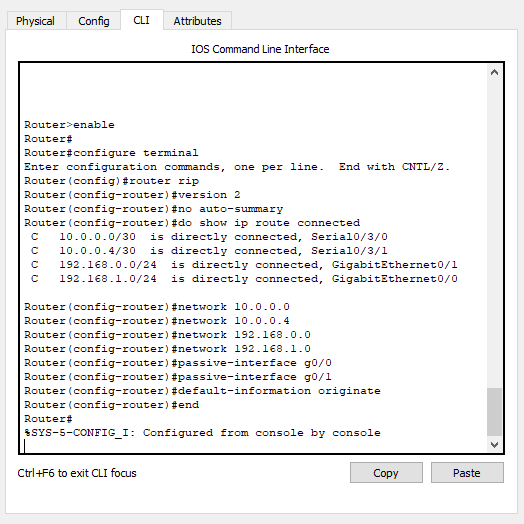 Physical Config CLI Attributes
IOS Command Line Interface
Router>enable
Router#
Router#configure terminal
Enter configuration commands, one per line.  End with CNTL/Z.
Router(config)#router rip
Router(config-router)#version 2
Router(config-router)#no auto-summary
Router(config-router)#do show ip route connected
 C   10.0.0.0/30  is directly connected, Serial0/3/0
 C   10.0.0.4/30  is directly connected, Serial0/3/1
 C   192.168.0.0/24  is directly connected, GigabitEthernet0/1
 C   192.168.1.0/24  is directly connected, GigabitEthernet0/0
Router(config-router)#network 10.0.0.0
Router(config-router)#network 10.0.0.4
Router(config-router)#network 192.168.0.0
Router(config-router)#network 192.168.1.0
Router(config-router)#passive-interface g0/0
Router(config-router)#passive-interface g0/1
Router(config-router)#default-information originate
Router(config-router)#end
Router#
%SYS-5-CONFIG_I: Configured from console by console
Ctrl+F6 to exit CLI focus Copy Paste